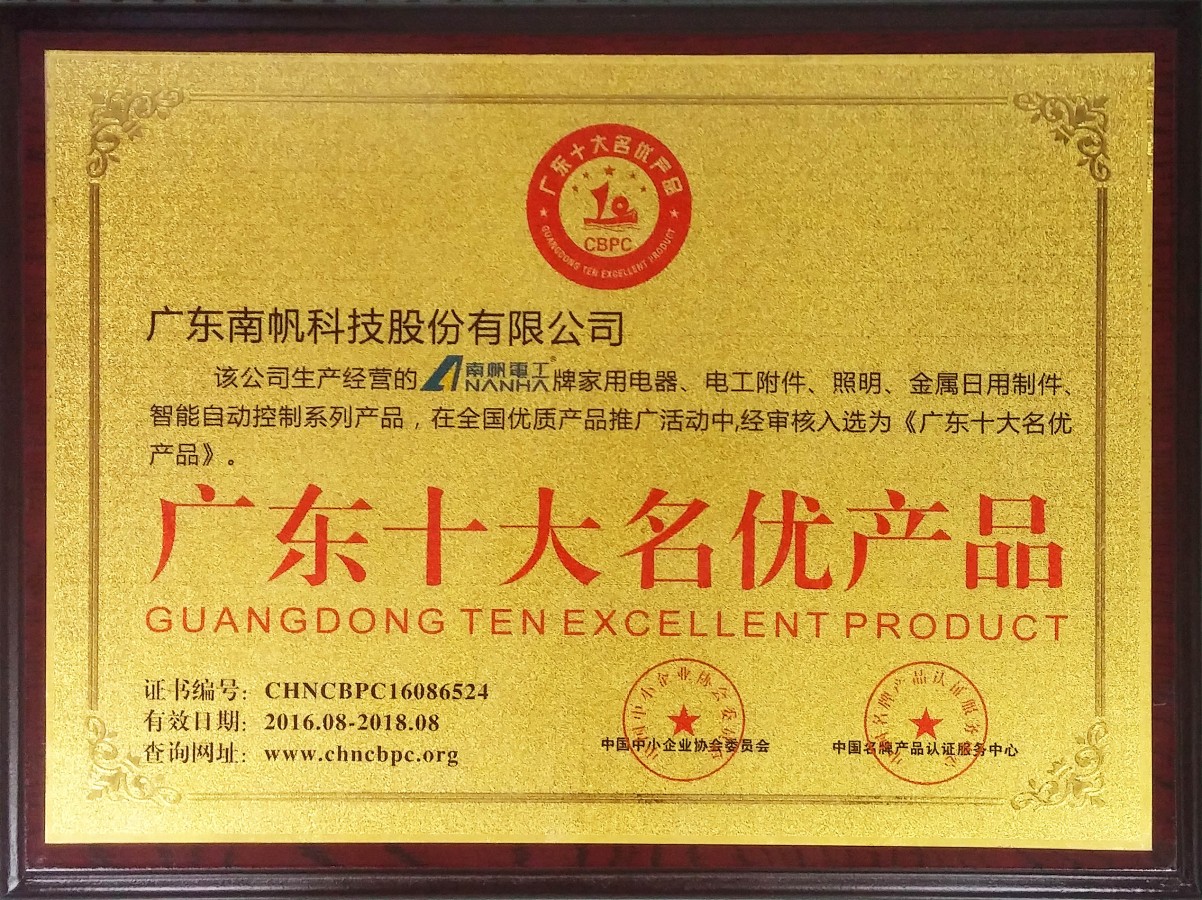 广东十大名优产品
CBPC
GUANGDONG TEN EXCELLENT PRODUCT
广东南帆科技股份有限公司
该公司生产经营的南帆電工® NANHA牌家用电器、电工附件、照明、金属日用制件、
智能自动控制系列产品，在全国优质产品推广活动中,经审核入选为《广东十大名优
产品》。
广东十大名优产品
GUANGDONG TEN EXCELLENT PRODUCT
证书编号：CHNCBPC16086524
有效日期：2016.08-2018.08
查询网址：www.chncbpc.org
中国中小企业协会委员会
中国名牌产品认证服务中心